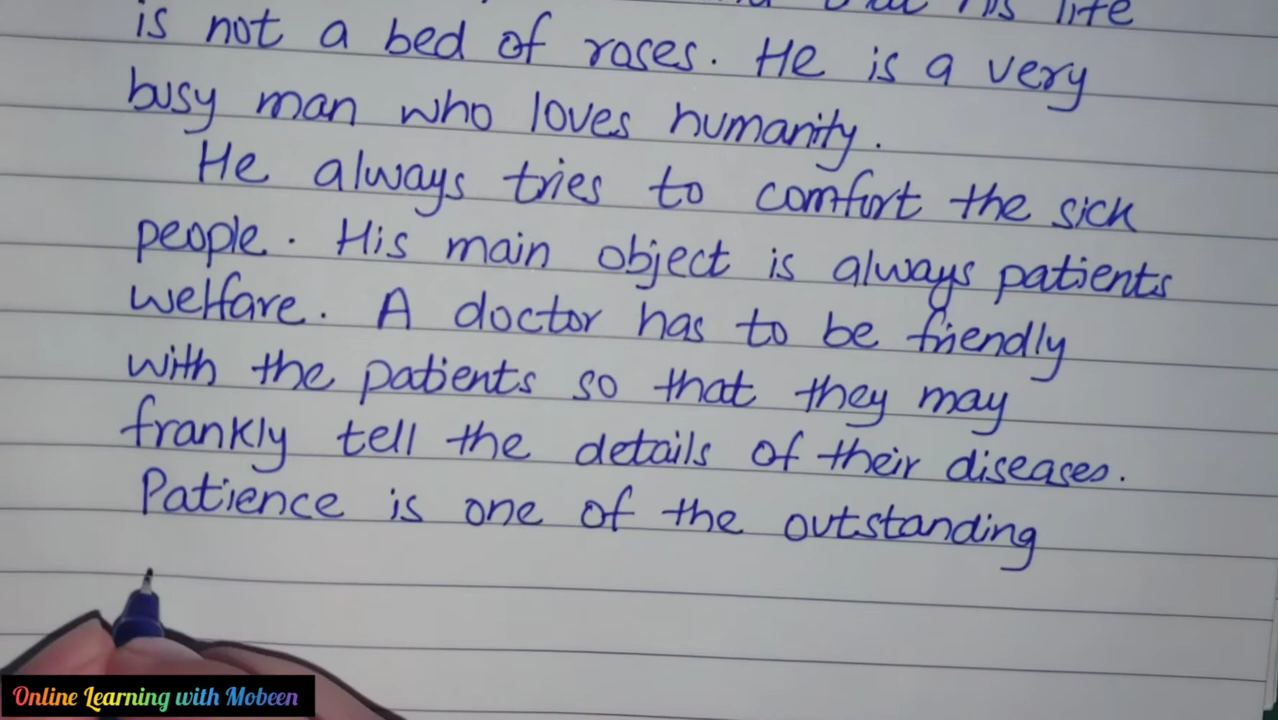 that his life
is not a bed of roses. He is a very
busy man who loves humanity.
He always tries to comfort the sick
people. His main object is always patients
welfare. A doctor has to be friendly
with the patients so that they may
frankly tell the details of their diseases.
Patience is one of the outstanding
Online Learning with Mobeen